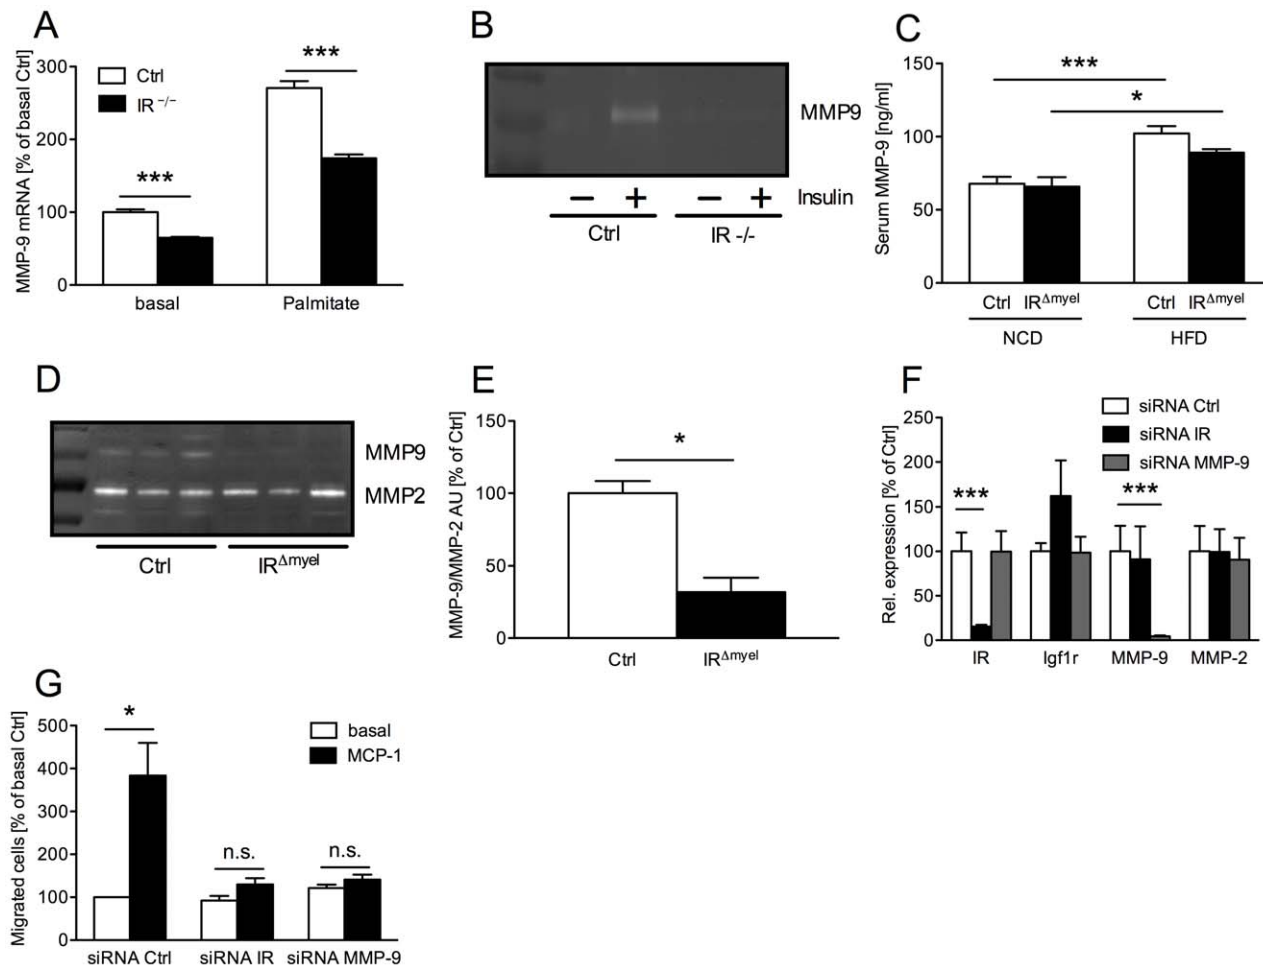 A
MMP-9 mRNA [% of basal Ctrl]
300
200
100
0
Ctrl
IR −/−
***
***
basal
Palmitate
B
MMP9
− + − + Insulin
Ctrl
IR -/-
C
Serum MMP-9 [ng/ml]
150
100
50
0
***
*
Ctrl IRΔmyel Ctrl IRΔmyel
NCD HFD
D
MMP9
MMP2
Ctrl
IRΔmyel
E
MMP-9/MMP-2 AU [% of Ctrl]
150
100
50
0
*
Ctrl
IRΔmyel
F
Rel. expression [% of Ctrl]
250
200
150
100
50
0
siRNA Ctrl
siRNA IR
siRNA MMP-9
***
***
IR Igf1r MMP-9 MMP-2
G
Migrated cells [% of basal Ctrl]
500
400
300
200
100
0
basal
MCP-1
*
n.s.
n.s.
siRNA Ctrl siRNA IR siRNA MMP-9